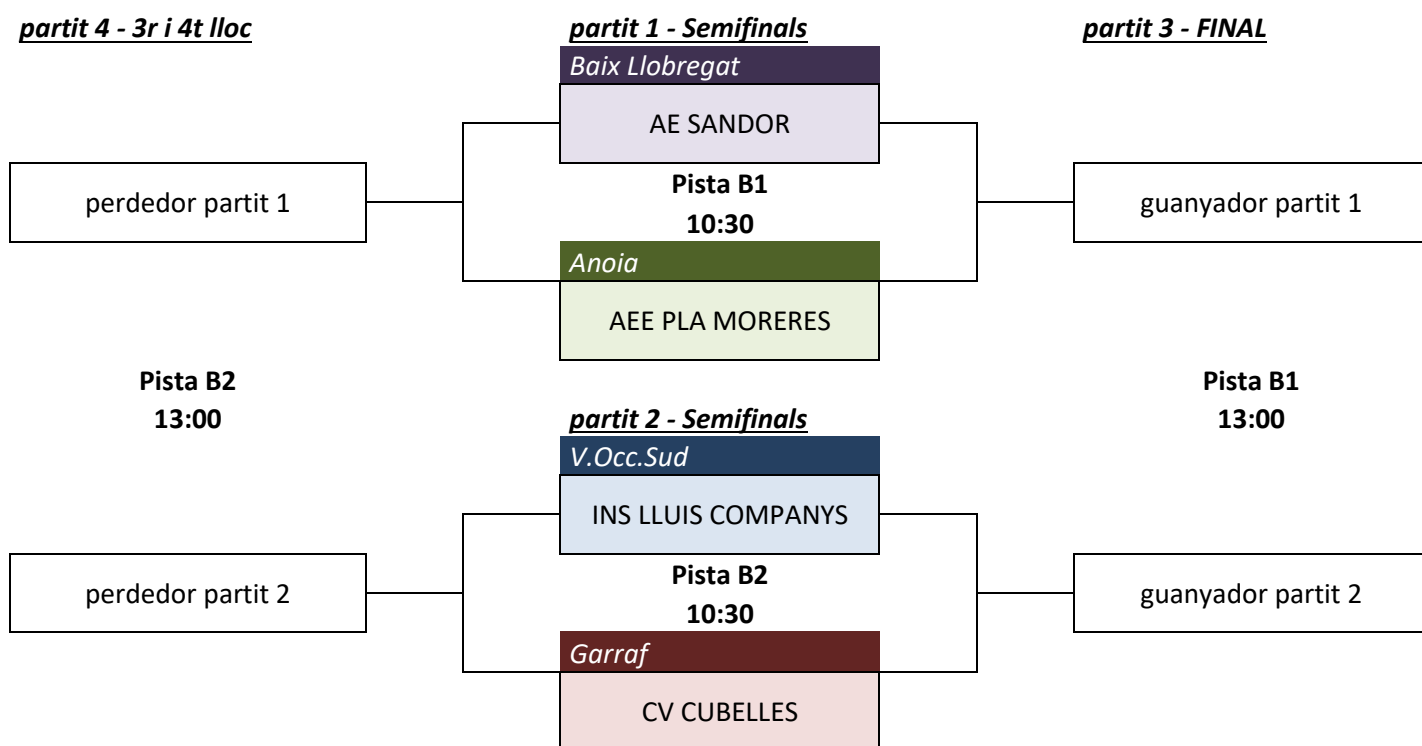 partit 4 - 3r i 4t lloc
partit 1 - Semifinals
partit 3 - FINAL
Baix Llobregat
AE SANDOR
perdedor partit 1
Pista B1
10:30
guanyador partit 1
Anoia
AEE PLA MORERES
Pista B2
13:00
Pista B1
13:00
partit 2 - Semifinals
V.Occ.Sud
INS LLUIS COMPANYS
perdedor partit 2
Pista B2
10:30
guanyador partit 2
Garraf
CV CUBELLES